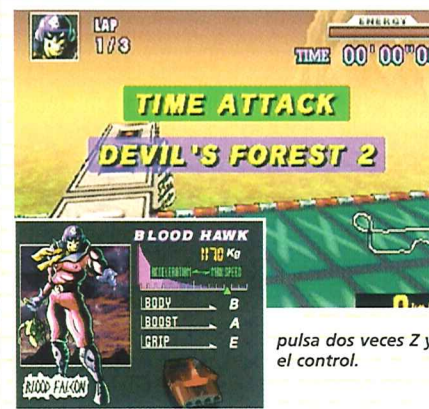 LAP
1/3
ENERGY
TIME 00'00"0
TIME ATTACK
DEVIL'S FOREST 2
BLOOD HAWK
1170 Kg
ACCELERATION MAX SPEED
BODY B
BOOST A
GRIP E
BLOOD FALCON
pulsa dos veces Z y
el control.